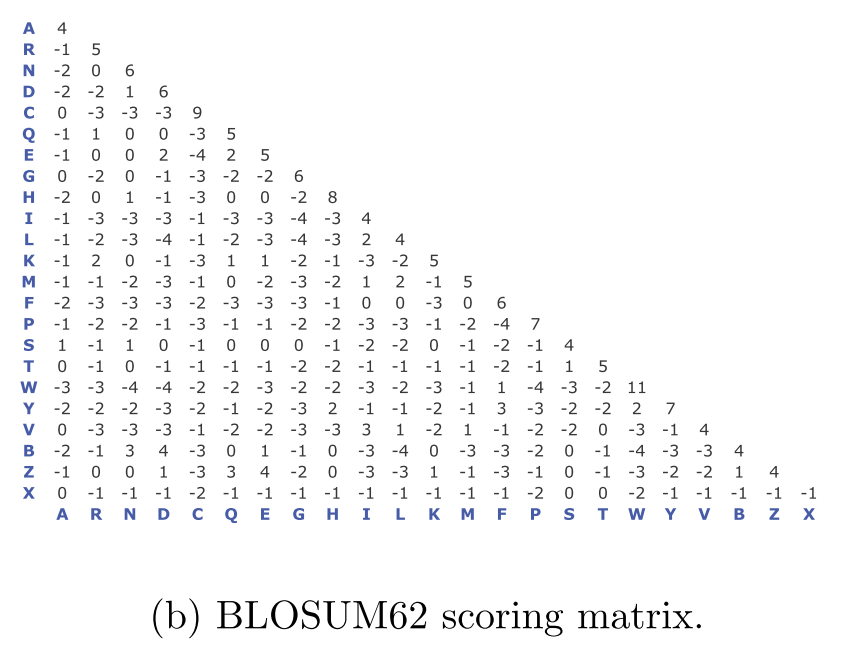 A 4
R -1 5
N -2 0 6
D -2 -2 1 6
C 0 -3 -3 -3 9
Q -1 1 0 0 -3 5
E -1 0 0 2 -4 2 5
G 0 -2 0 -1 -3 -2 -2 6
H -2 0 1 -1 -3 0 0 -2 8
I -1 -3 -3 -3 -1 -3 -3 -4 -3 4
L -1 -2 -3 -4 -1 -2 -3 -4 -3 2 4
K -1 2 0 -1 -3 1 1 -2 -1 -3 -2 5
M -1 -1 -2 -3 -1 0 -2 -3 -2 1 2 -1 5
F -2 -3 -3 -3 -2 -3 -3 -3 -1 0 0 -3 0 6
P -1 -2 -2 -1 -3 -1 -1 -2 -2 -3 -3 -1 -2 -4 7
S 1 -1 1 0 -1 0 0 0 -1 -2 -2 0 -1 -2 -1 4
T 0 -1 0 -1 -1 -1 -1 -2 -2 -1 -1 -1 -1 -2 -1 1 5
W -3 -3 -4 -4 -2 -2 -3 -2 -2 -3 -2 -3 -1 1 -4 -3 -2 11
Y -2 -2 -2 -3 -2 -1 -2 -3 2 -1 -1 -2 -1 3 -3 -2 -2 2 7
V 0 -3 -3 -3 -1 -2 -2 -3 -3 3 1 -2 1 -1 -2 -2 0 -3 -1 4
B -2 -1 3 4 -3 0 1 -1 0 -3 -4 0 -3 -3 -2 0 -1 -4 -3 -3 4
Z -1 0 0 1 -3 3 4 -2 0 -3 -3 1 -1 -3 -1 0 -1 -3 -2 -2 1 4
X 0 -1 -1 -1 -2 -1 -1 -1 -1 -1 -1 -1 -1 -1 -2 0 0 -2 -1 -1 -1 -1 -1
A R N D C Q E G H I L K M F P S T W Y V B Z X
(b) BLOSUM62 scoring matrix.